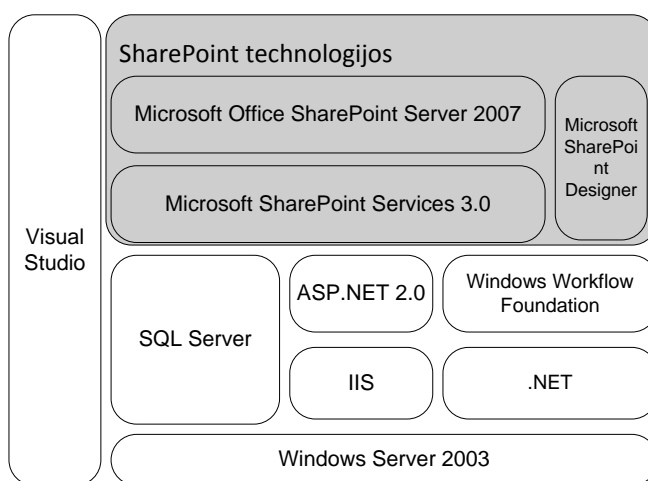 SharePoint technologijos
Microsoft Office SharePoint Server 2007
Microsoft
SharePoi
nt
Designer
Microsoft SharePoint Services 3.0
Visual
Studio
SQL Server
ASP.NET 2.0
Windows Workflow
Foundation
IIS
.NET
Windows Server 2003